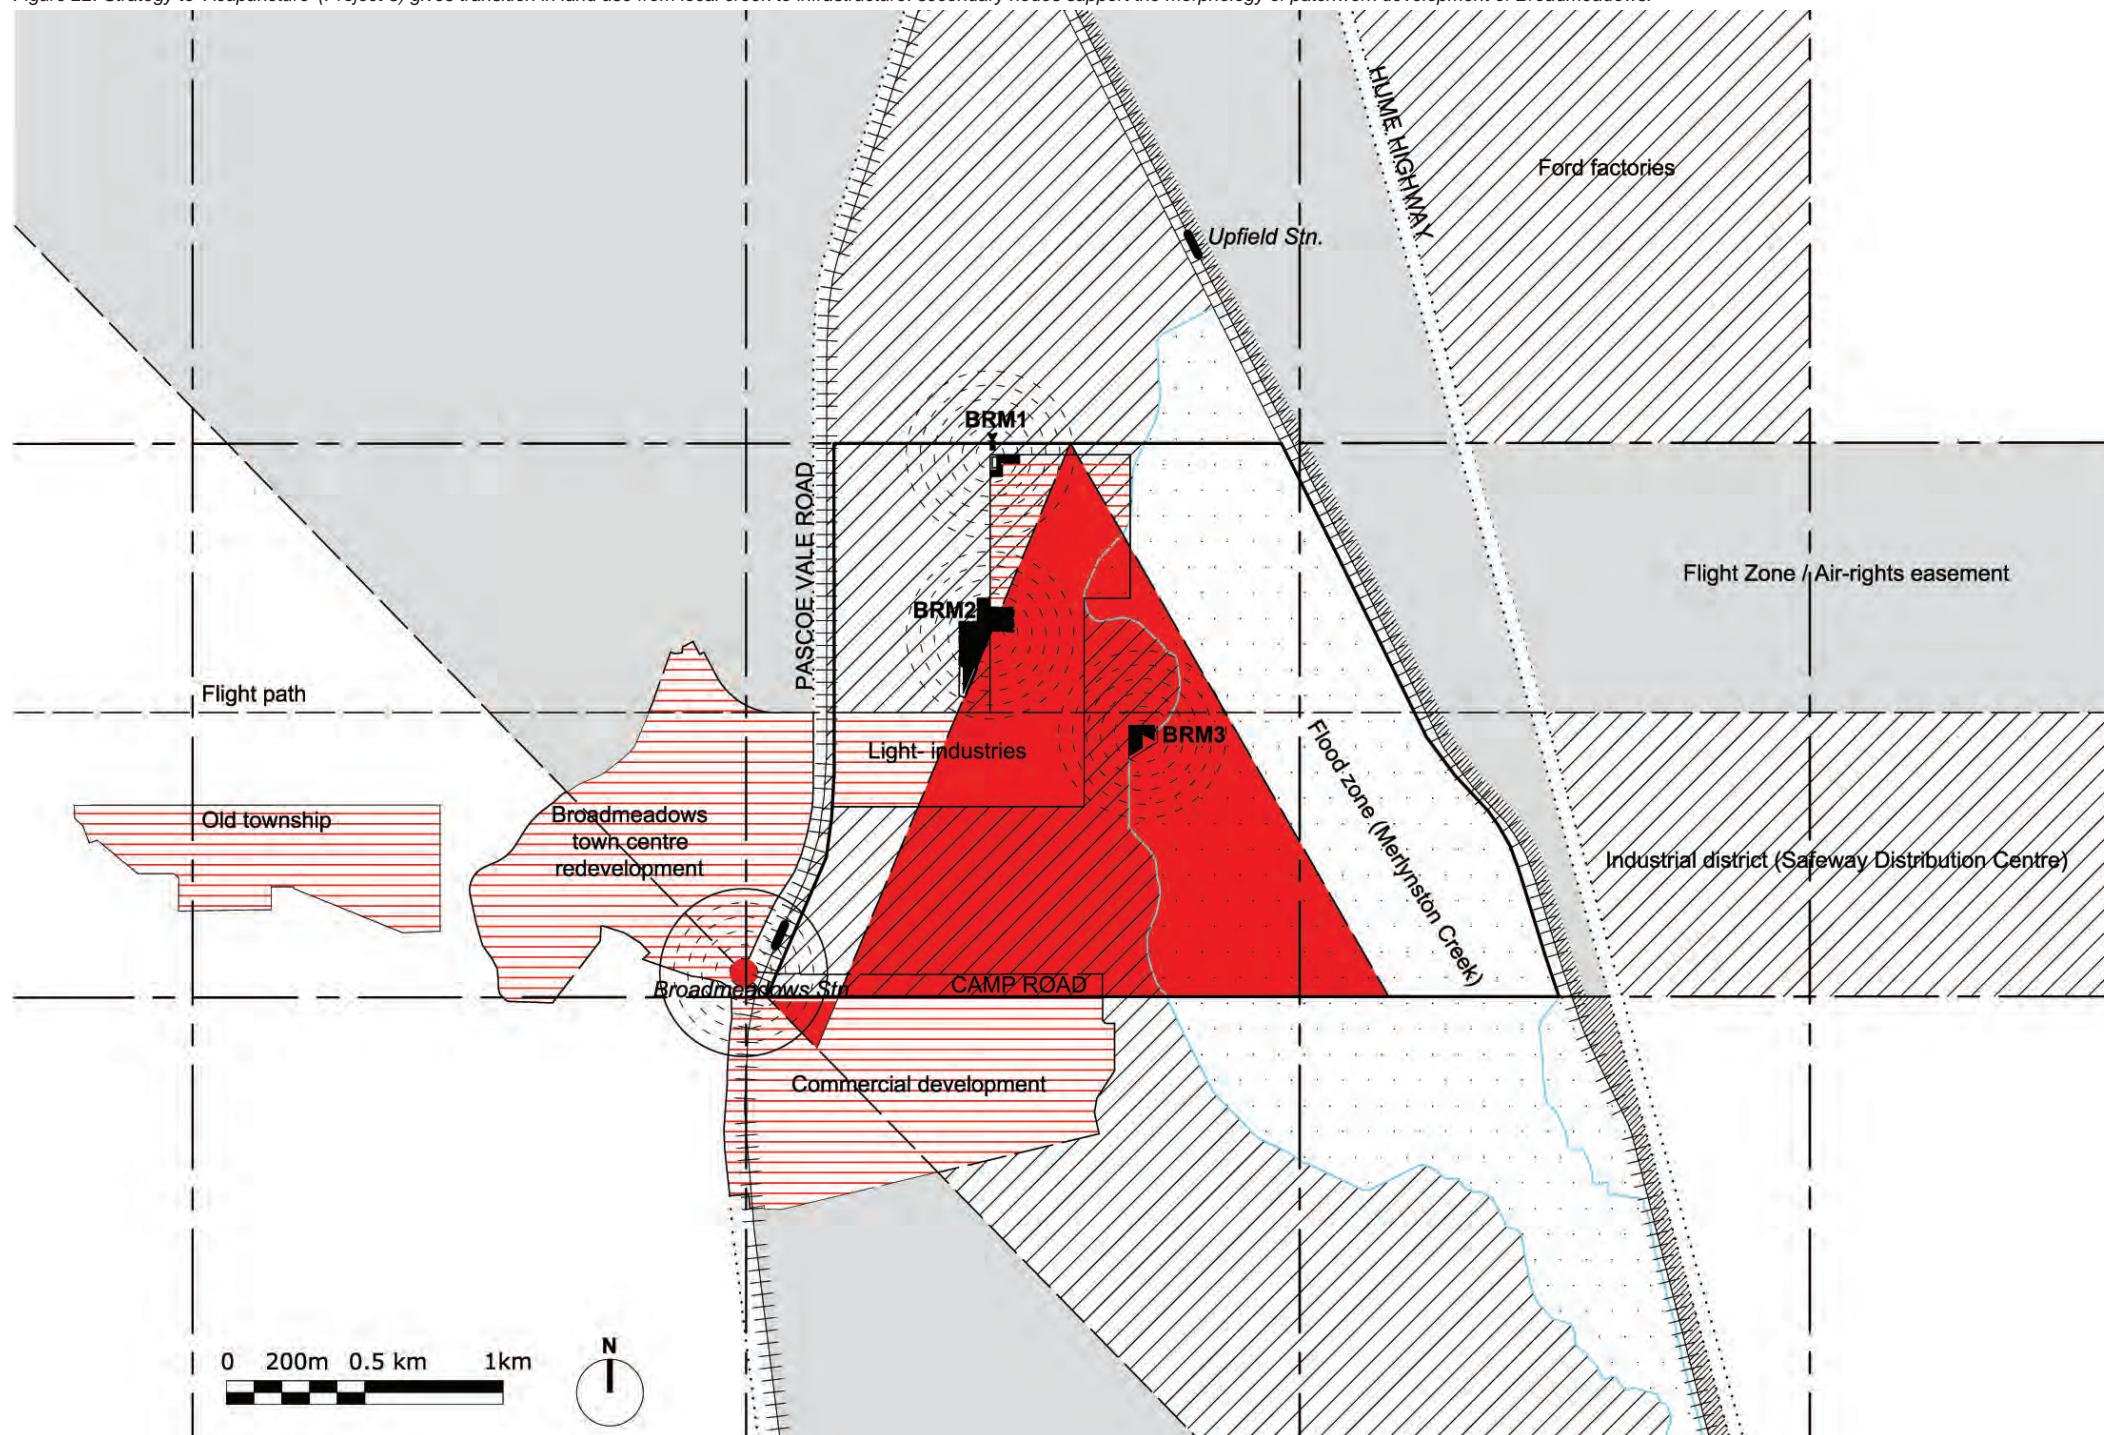 HUME HIGHWAY
Ford factories
Upfield Stn.
BRM1
PASCOE VALE ROAD
Flight Zone / Air-rights easement
BRM2
Flight path
BRM3
Light- industries
Flood zone (Merlynston Creek)
Old township
Broadmeadows
town centre
redevelopment
Industrial district (Safeway Distribution Centre)
CAMP ROAD
Broadmeadows Stn
Commercial development
N
0 200m 0.5 km 1km